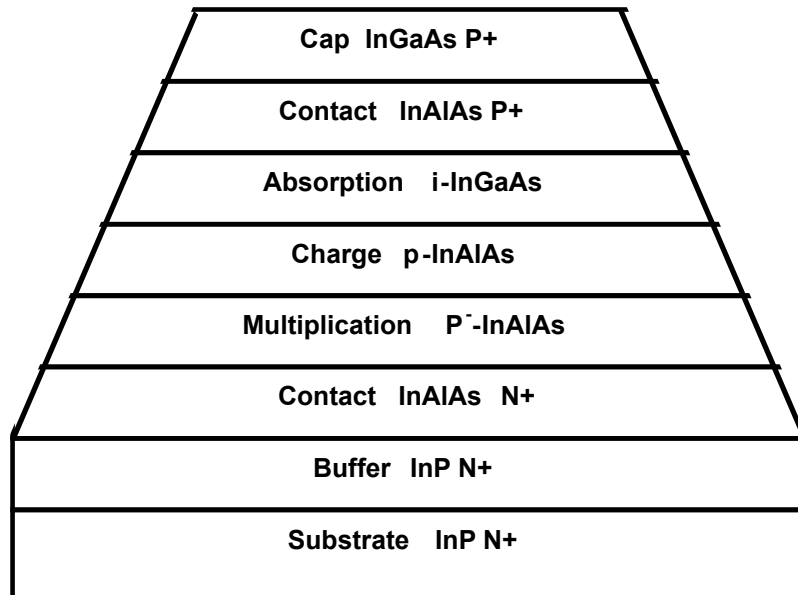 Cap InGaAs P+
Contact InAlAs P+
Absorption i-InGaAs
Charge p-InAlAs
Multiplication P⁻-InAlAs
Contact InAlAs N+
Buffer InP N+
Substrate InP N+